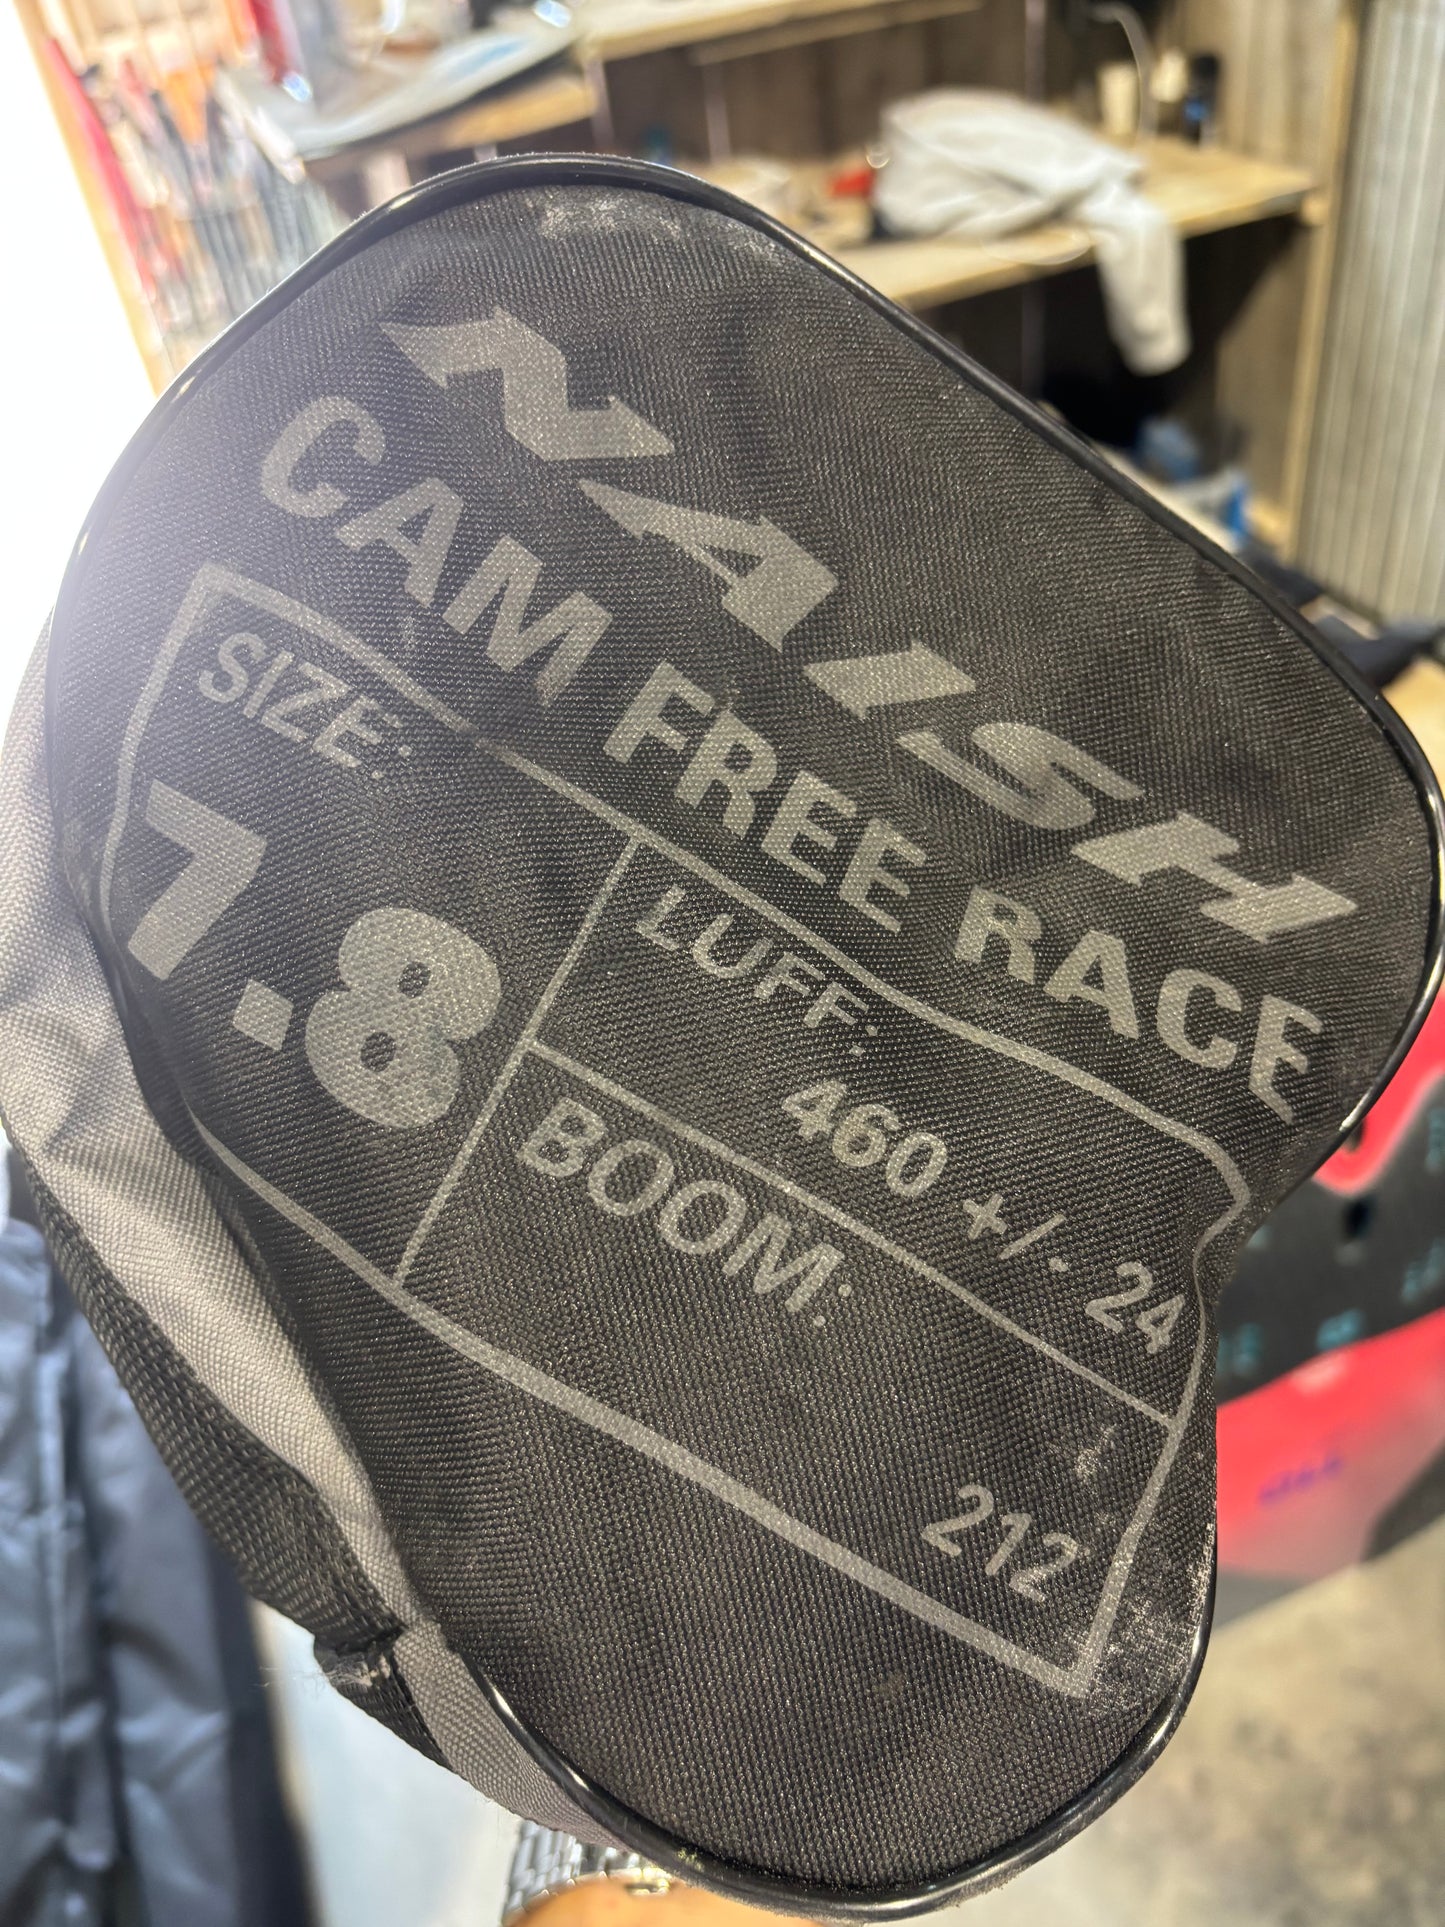 NAISH
CAM FREE RACE
SIZE:
7.8
LUFF:
460 +/- 24
BOOM:
212